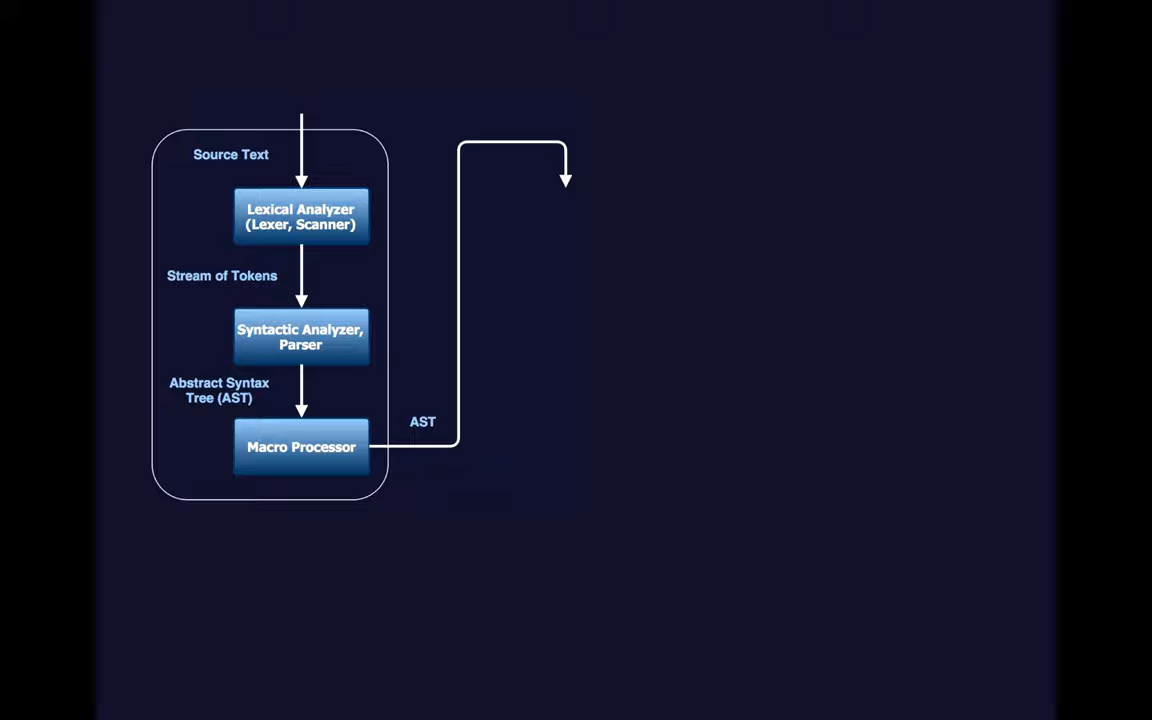 Source Text
Lexical Analyzer
(Lexer, Scanner)
Stream of Tokens
Syntactic Analyzer,
Parser
Abstract Syntax
Tree (AST)
Macro Processor
AST